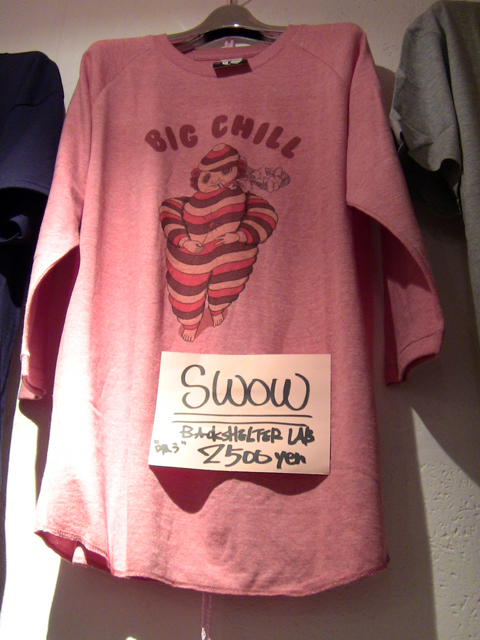 BIG CHILL
SWOW
BACKSHELTER LAB
2500 yen